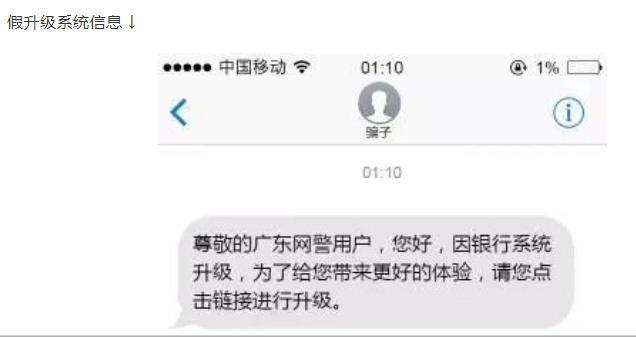 假升级系统信息↓
中国移动 01:10 1%
骗子
01:10
尊敬的广东网警用户，您好，因银行系统
升级，为了给您带来更好的体验，请您点
击链接进行升级。